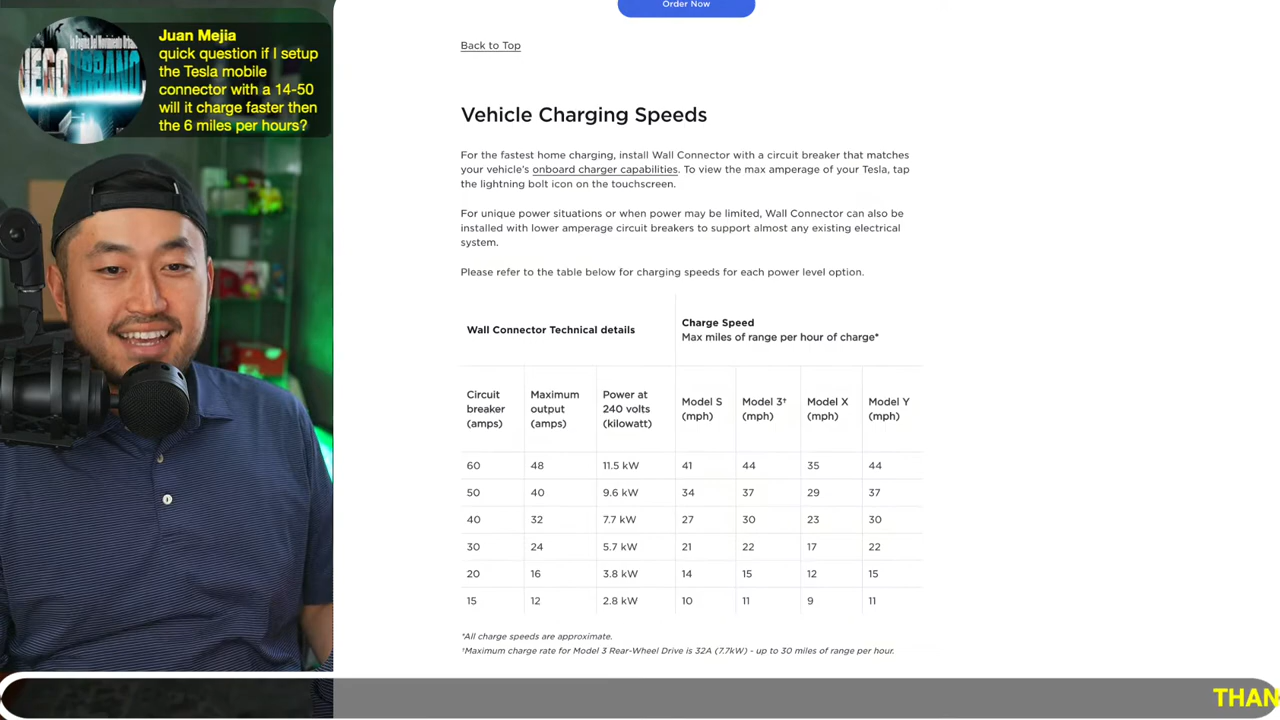 Juan Mejia
quick question if I setup
the Tesla mobile
connector with a 14-50
will it charge faster then
the 6 miles per hours?
Order Now
Back to Top
Vehicle Charging Speeds
For the fastest home charging, install Wall Connector with a circuit breaker that matches
your vehicle's onboard charger capabilities. To view the max amperage of your Tesla, tap
the lightning bolt icon on the touchscreen.
For unique power situations or when power may be limited, Wall Connector can also be
installed with lower amperage circuit breakers to support almost any existing electrical
system.
Please refer to the table below for charging speeds for each power level option.
Wall Connector Technical details
Charge Speed
Max miles of range per hour of charge*
Circuit breaker (amps) Maximum output (amps) Power at 240 volts (kilowatt) Model S (mph) Model 3† (mph) Model X (mph) Model Y (mph)
60 48 11.5 kW 41 44 35 44
50 40 9.6 kW 34 37 29 37
40 32 7.7 kW 27 30 23 30
30 24 5.7 kW 21 22 17 22
20 16 3.8 kW 14 15 12 15
15 12 2.8 kW 10 11 9 11
*All charge speeds are approximate.
†Maximum charge rate for Model 3 Rear-Wheel Drive is 32A (7.7kW) - up to 30 miles of range per hour.
THAN